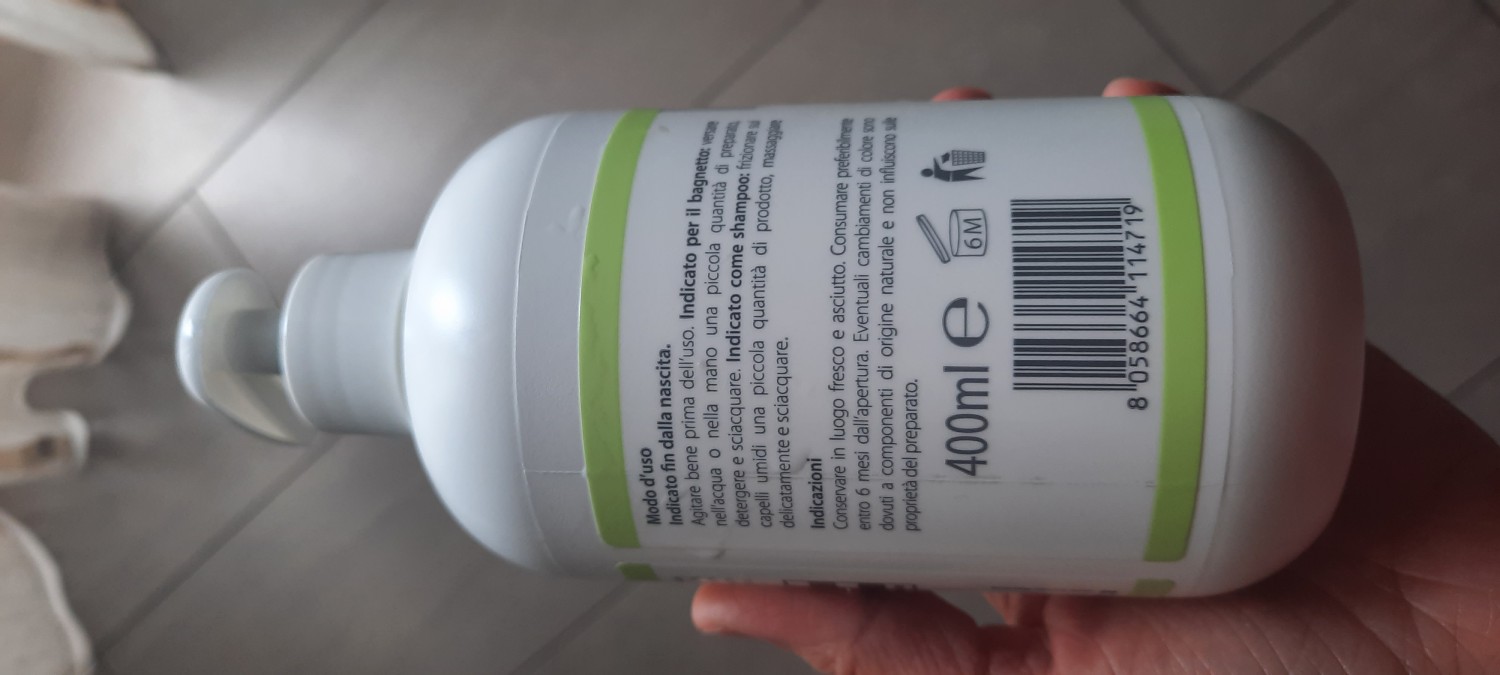 Modo d'uso
Indicato fin dalla nascita.
Agitare bene prima dell'uso. Indicato per il bagnetto: versare
nell'acqua o nella mano una piccola quantità di preparato,
detergere e sciacquare. Indicato come shampoo: frizionare sui
capelli umidi una piccola quantità di prodotto, massaggiare
delicatamente e sciacquare.
Indicazioni
Conservare in luogo fresco e asciutto. Consumare preferibilmente
entro 6 mesi dall'apertura. Eventuali cambiamenti di colore sono
dovuti a componenti di origine naturale e non influiscono sulle
proprietà del preparato.
400ml e 6M
8 058664 114719